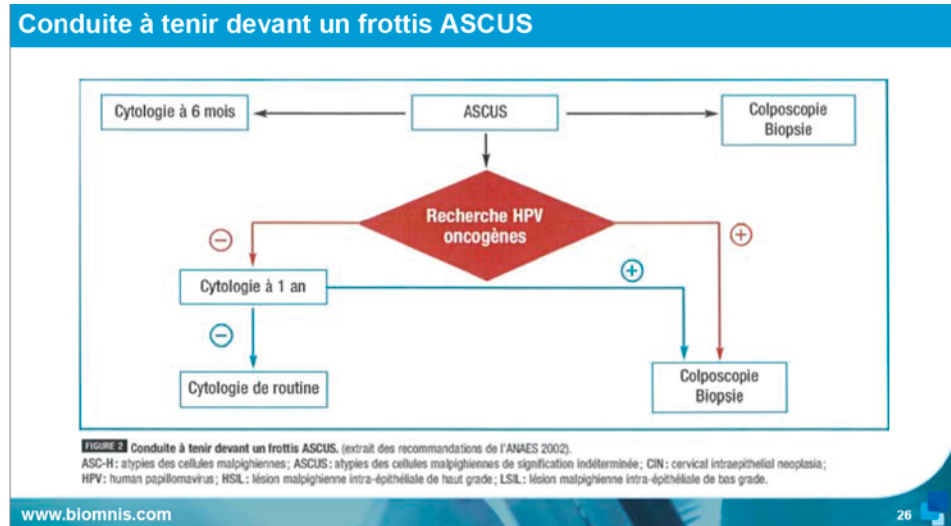 Conduite à tenir devant un frottis ASCUS
Cytologie à 6 mois
ASCUS
Colposcopie
Biopsie
Recherche HPV
oncogènes
Cytologie à 1 an
Cytologie de routine
Colposcopie
Biopsie
FIGURE 2 Conduite à tenir devant un frottis ASCUS. (extrait des recommandations de l'ANAES 2002).
ASC-H : atypies des cellules malpighiennes ; ASCUS : atypies des cellules malpighiennes de signification indéterminée ; CIN : cervical intraepithelial neoplasia ;
HPV : human papillomavirus ; HSIL : lésion malpighienne intra-épithéliale de haut grade ; LSIL : lésion malpighienne intra-épithéliale de bas grade.
www.biomnis.com
26